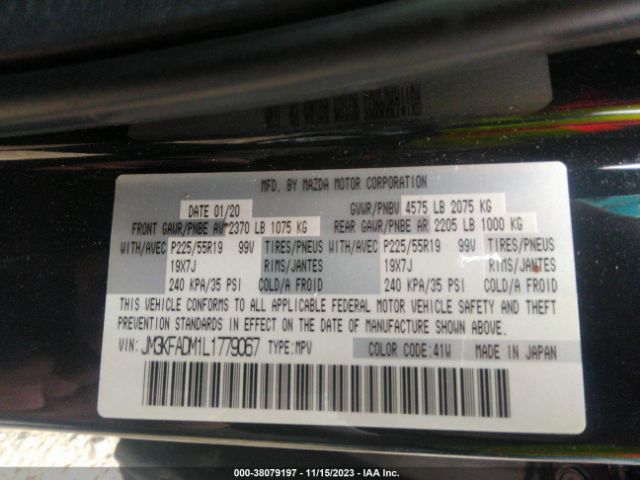 MFD. BY MAZDA MOTOR CORPORATION
DATE 01/20 GVWR/PNBV 4575 LB 2075 KG
FRONT GAWR/PNBE AV 2370 LB 1075 KG REAR GAWR/PNBE AR 2205 LB 1000 KG
WITH/AVEC P225/55R19 99V TIRES/PNEUS WITH/AVEC P225/55R19 99V TIRES/PNEUS
19X7J RIMS/JANTES 19X7J RIMS/JANTES
240 KPA/35 PSI COLD/A FROID 240 KPA/35 PSI COLD/A FROID
THIS VEHICLE CONFORMS TO ALL APPLICABLE FEDERAL MOTOR VEHICLE SAFETY AND THEFT
PREVENTION STANDARDS IN EFFECT ON THE DATE OF MANUFACTURE SHOWN ABOVE.
VIN: JM3KFADM1L1779067 TYPE:MPV COLOR CODE:41W MADE IN JAPAN
000-38079197 - 11/15/2023 - IAA Inc.